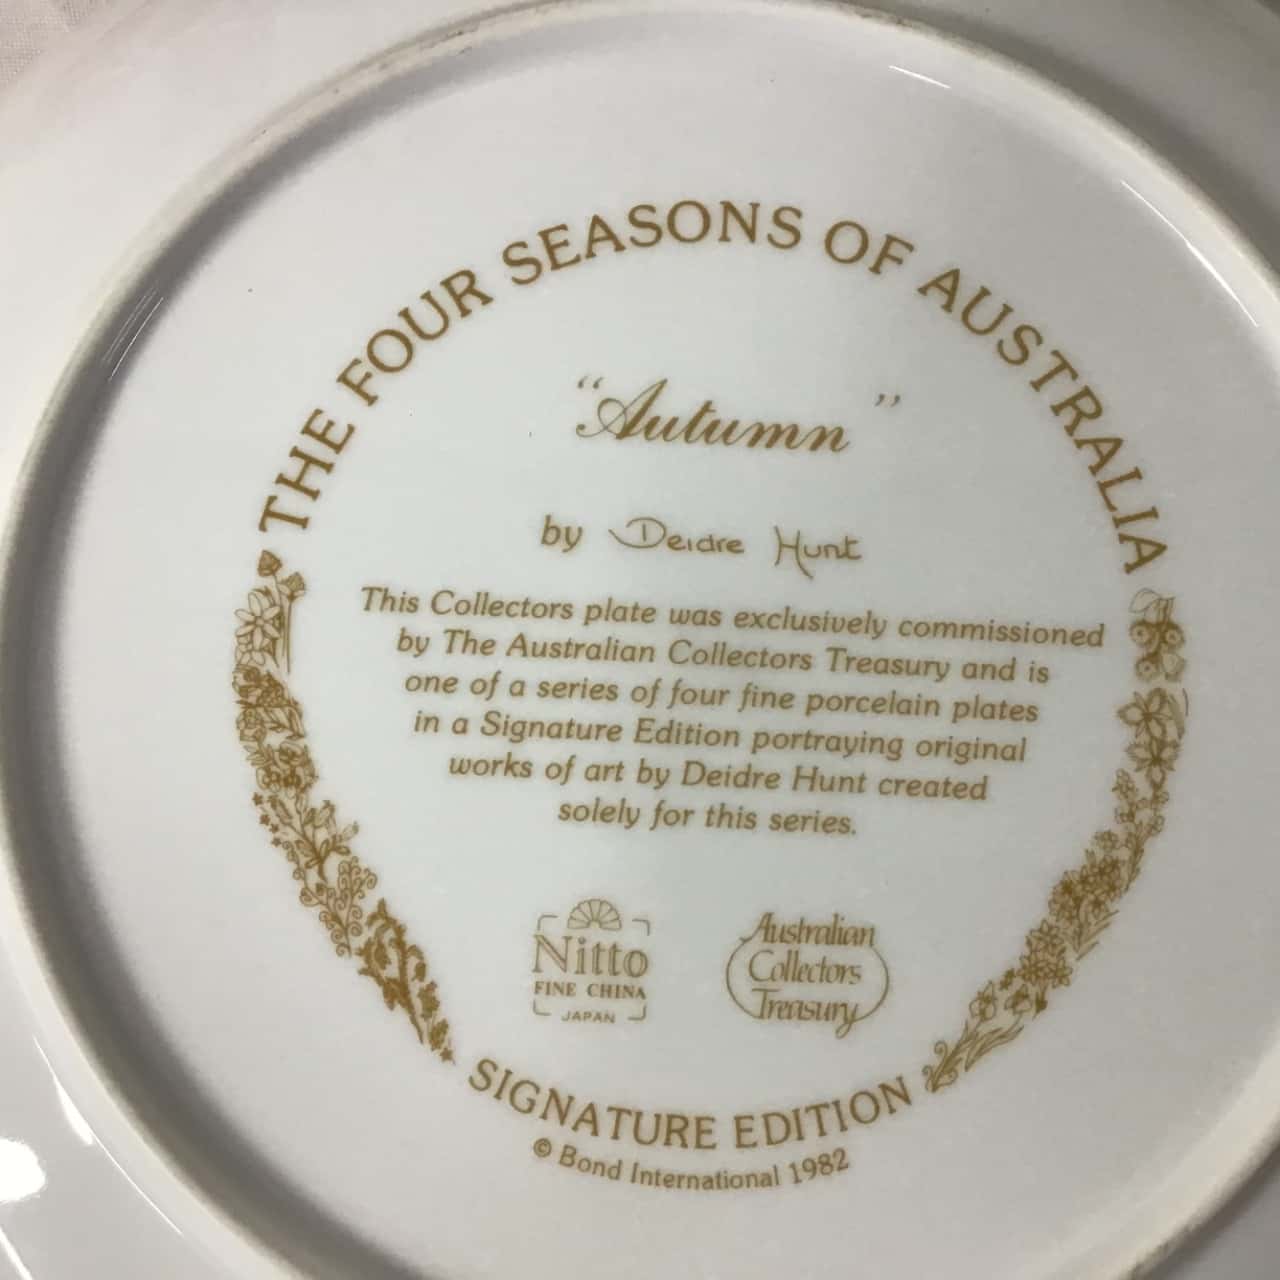 THE FOUR SEASONS OF AUSTRALIA
“Autumn”
by Deidre Hunt
This Collectors plate was exclusively commissioned
by The Australian Collectors Treasury and is
one of a series of four fine porcelain plates
in a Signature Edition portraying original
works of art by Deidre Hunt created
solely for this series.
Nitto
FINE CHINA
JAPAN
Australian
Collectors
Treasury
SIGNATURE EDITION
© Bond International 1982